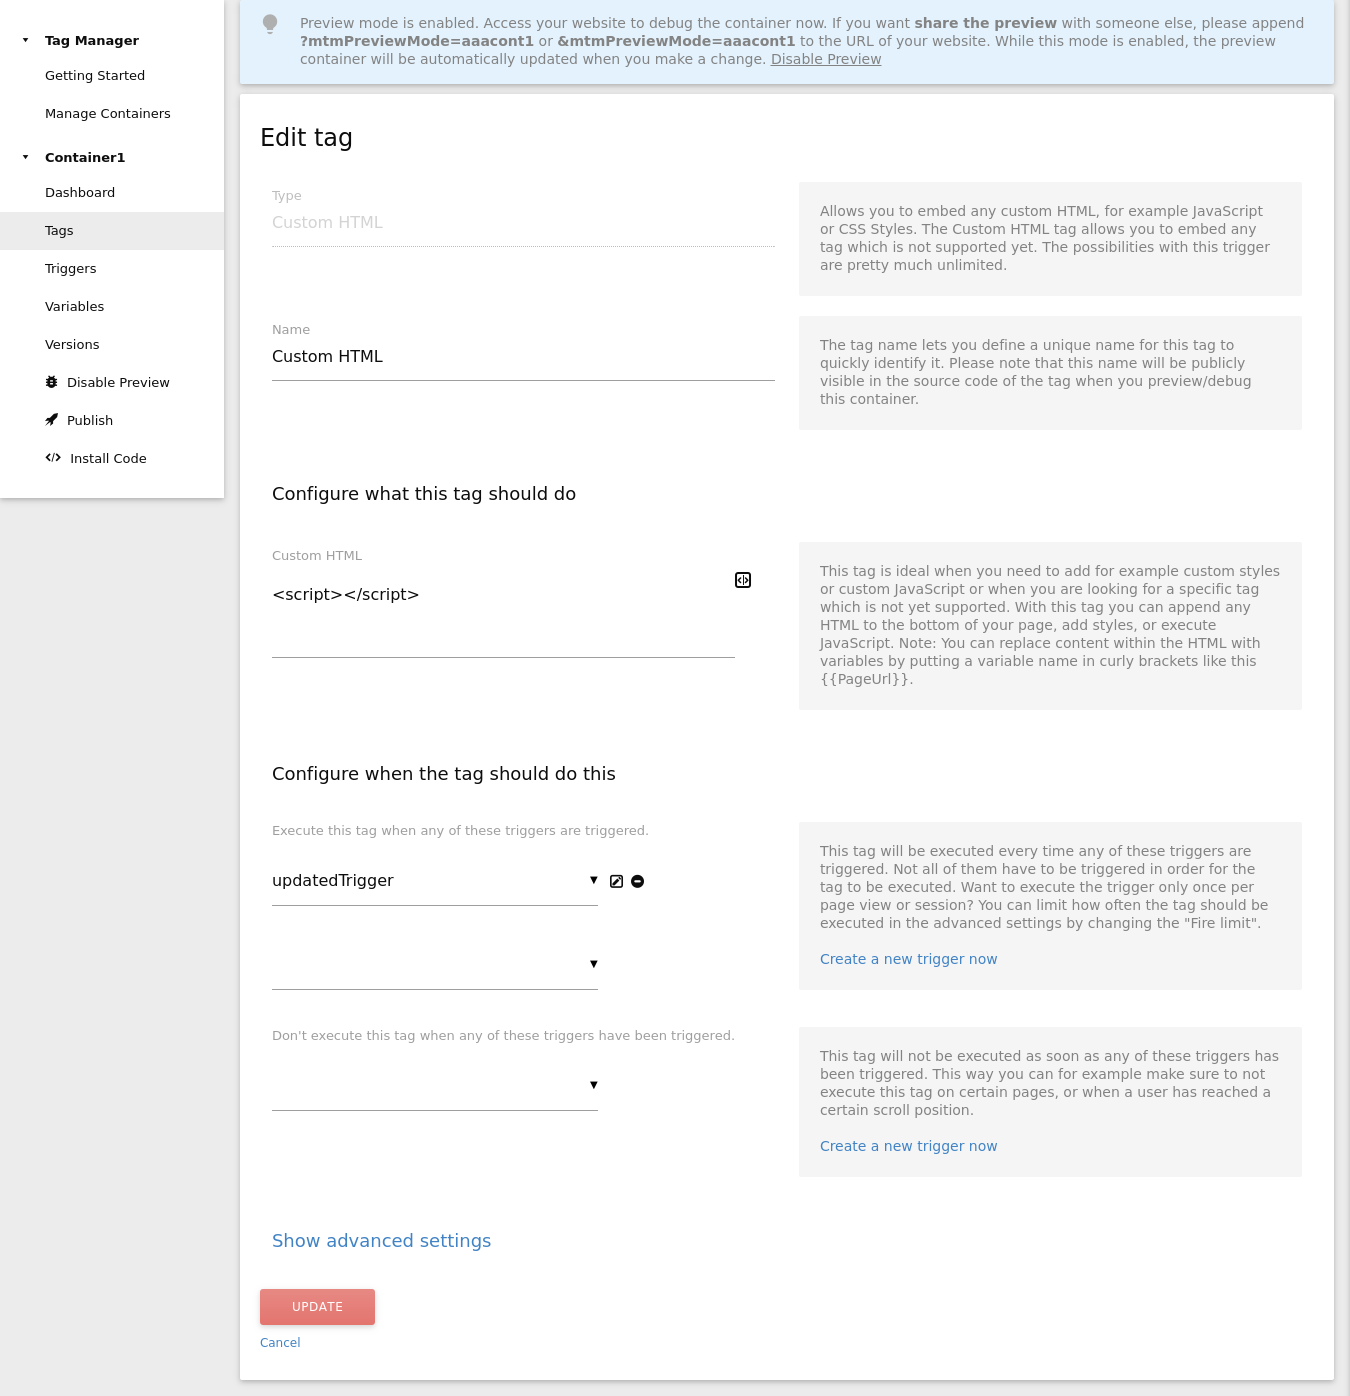 Tag Manager
Getting Started
Manage Containers
Container1
Dashboard
Tags
Triggers
Variables
Versions
Disable Preview
Publish
Install Code
Preview mode is enabled. Access your website to debug the container now. If you want share the preview with someone else, please append
?mtmPreviewMode=aaacont1 or &mtmPreviewMode=aaacont1 to the URL of your website. While this mode is enabled, the preview
container will be automatically updated when you make a change. Disable Preview
Edit tag
Type
Custom HTML
Allows you to embed any custom HTML, for example JavaScript
or CSS Styles. The Custom HTML tag allows you to embed any
tag which is not supported yet. The possibilities with this trigger
are pretty much unlimited.
Name
Custom HTML
The tag name lets you define a unique name for this tag to
quickly identify it. Please note that this name will be publicly
visible in the source code of the tag when you preview/debug
this container.
Configure what this tag should do
Custom HTML
<script></script>
This tag is ideal when you need to add for example custom styles
or custom JavaScript or when you are looking for a specific tag
which is not yet supported. With this tag you can append any
HTML to the bottom of your page, add styles, or execute
JavaScript. Note: You can replace content within the HTML with
variables by putting a variable name in curly brackets like this
{{PageUrl}}.
Configure when the tag should do this
Execute this tag when any of these triggers are triggered.
updatedTrigger
This tag will be executed every time any of these triggers are
triggered. Not all of them have to be triggered in order for the
tag to be executed. Want to execute the trigger only once per
page view or session? You can limit how often the tag should be
executed in the advanced settings by changing the "Fire limit".
Create a new trigger now
Don't execute this tag when any of these triggers have been triggered.
This tag will not be executed as soon as any of these triggers has
been triggered. This way you can for example make sure to not
execute this tag on certain pages, or when a user has reached a
certain scroll position.
Create a new trigger now
Show advanced settings
UPDATE
Cancel